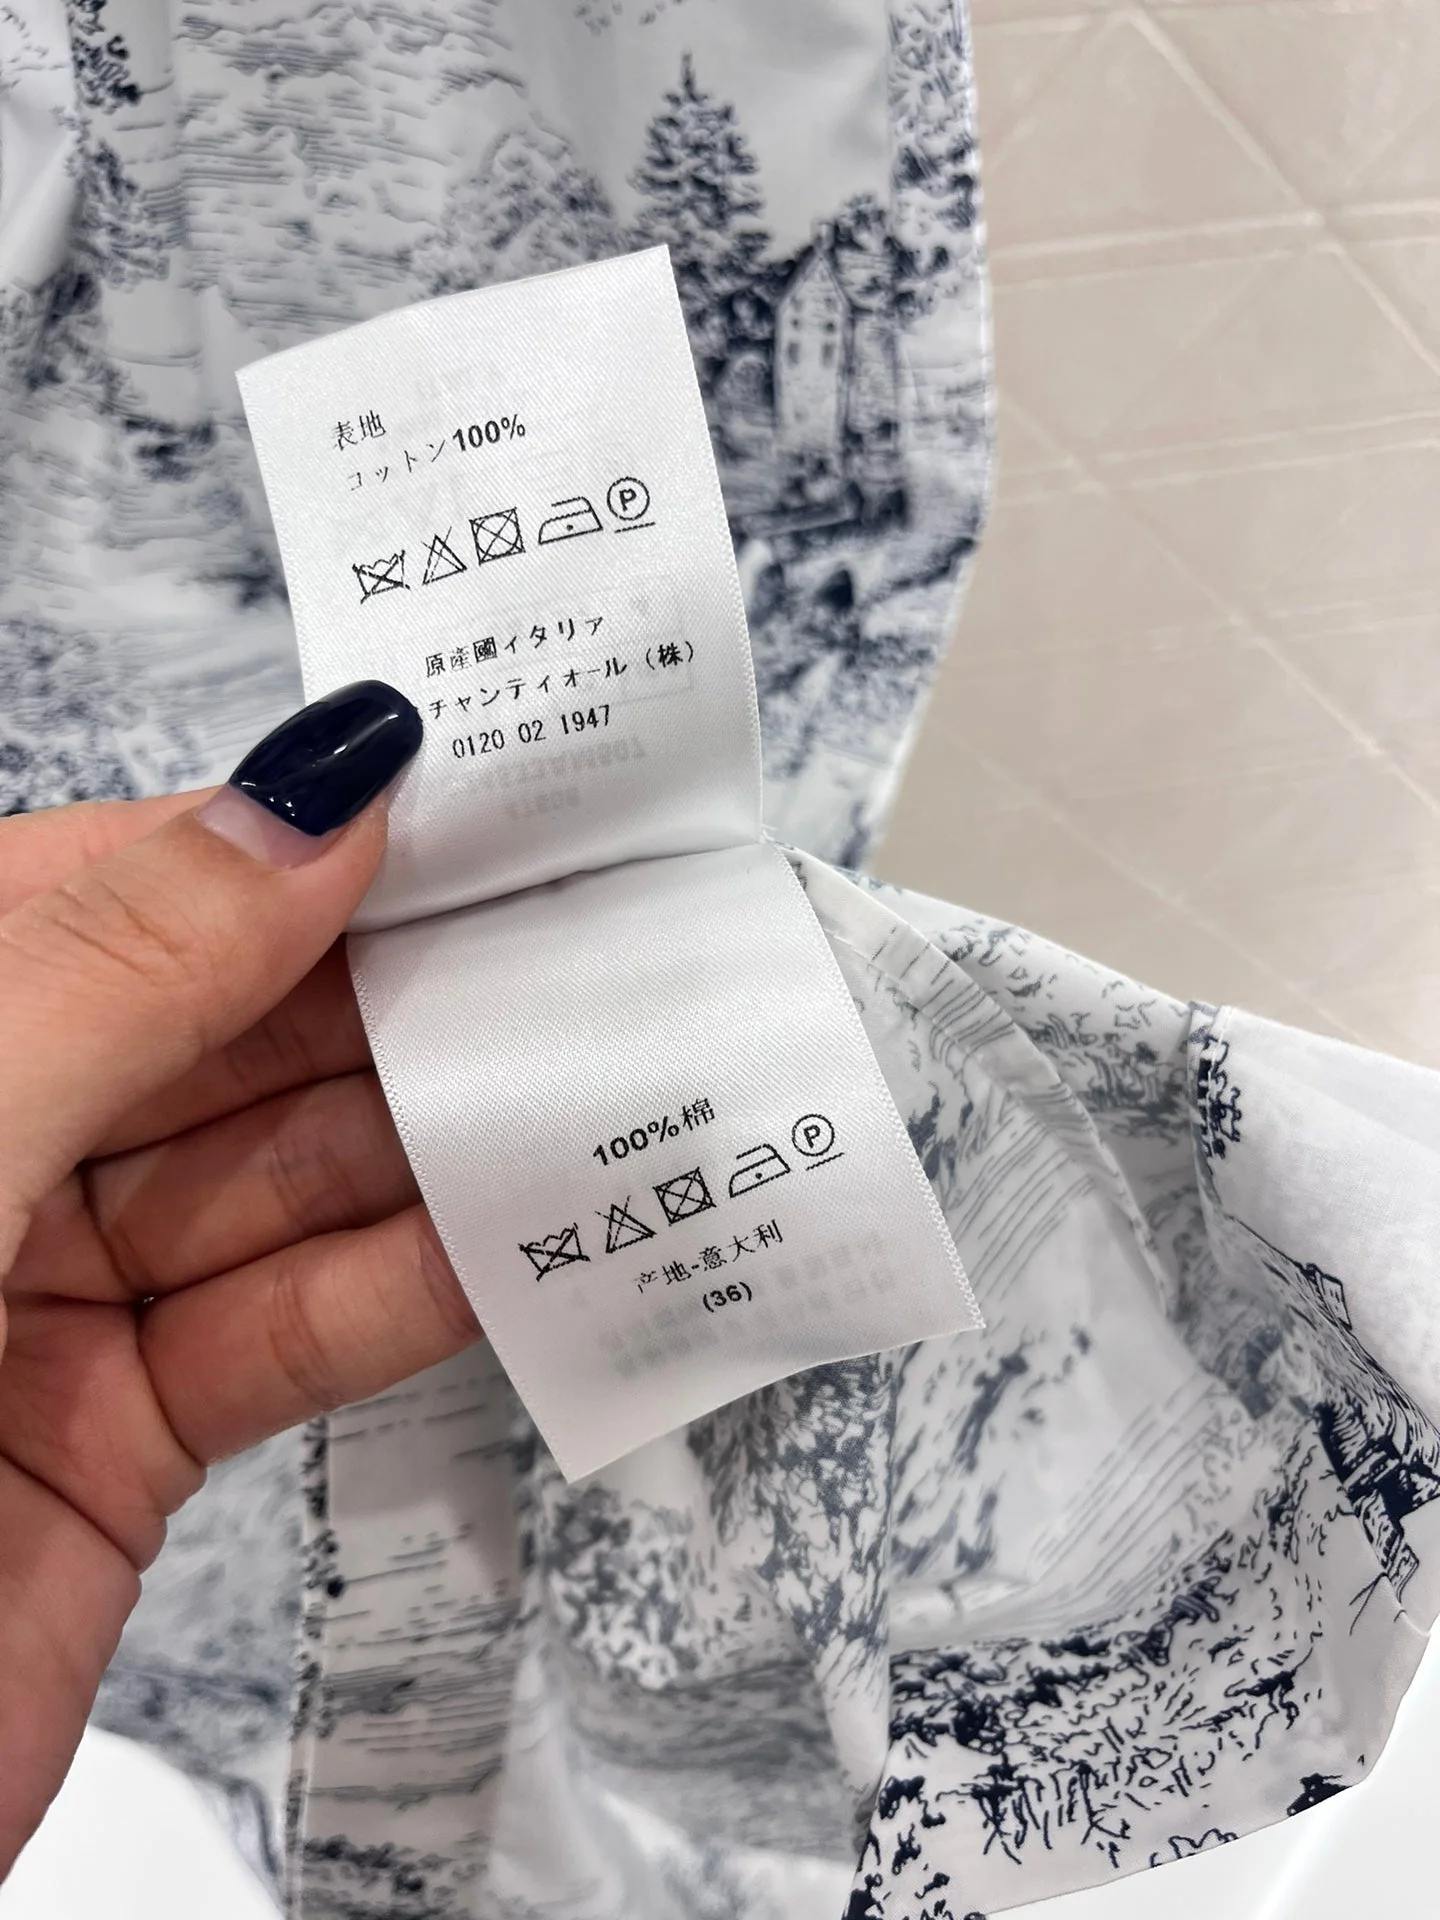 表地
コットン100%
P
原産國イタリア
チャンティオール（株）
0120 02 1947
100%棉
P
产地-意大利
(36)